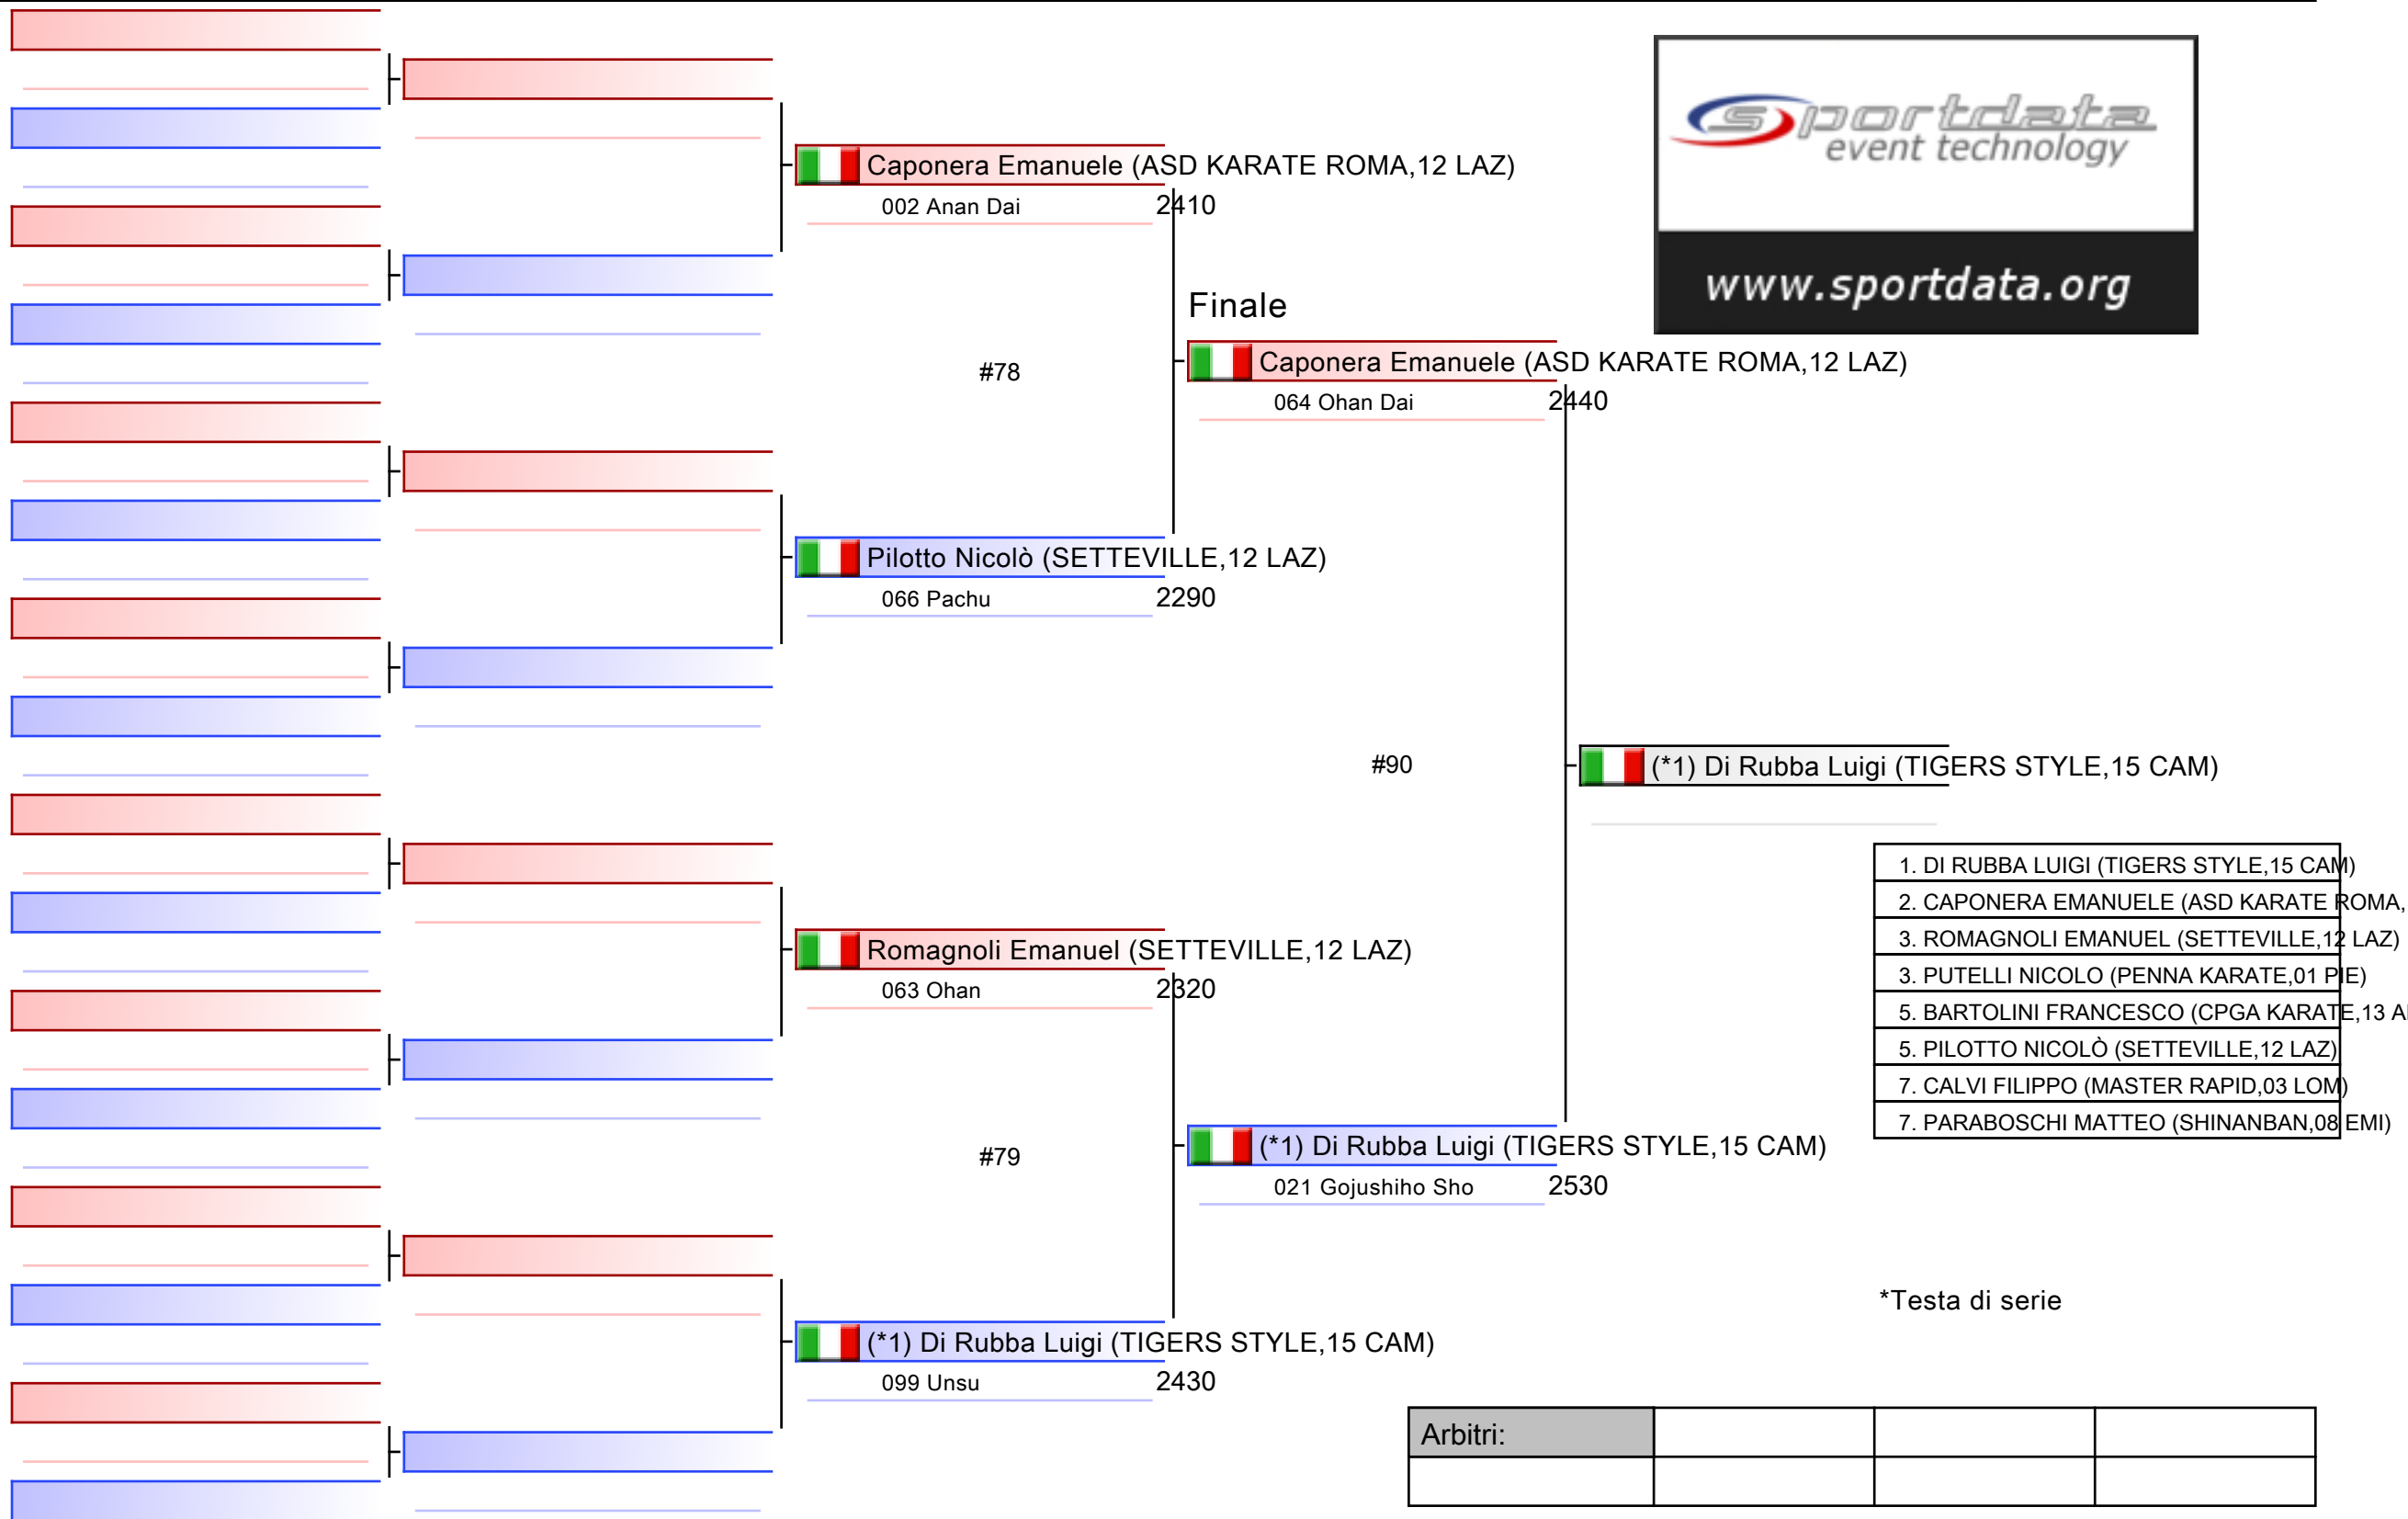 sportdata
event technology
www.sportdata.org
Caponera Emanuele (ASD KARATE ROMA,12 LAZ)
002 Anan Dai 2410
Finale
#78
Caponera Emanuele (ASD KARATE ROMA,12 LAZ)
064 Ohan Dai 2440
Pilotto Nicolò (SETTEVILLE,12 LAZ)
066 Pachu 2290
#90
(*1) Di Rubba Luigi (TIGERS STYLE,15 CAM)
1. DI RUBBA LUIGI (TIGERS STYLE,15 CAM)
2. CAPONERA EMANUELE (ASD KARATE ROMA,
3. ROMAGNOLI EMANUEL (SETTEVILLE,12 LAZ)
3. PUTELLI NICOLO (PENNA KARATE,01 PIE)
5. BARTOLINI FRANCESCO (CPGA KARATE,13
5. PILOTTO NICOLÒ (SETTEVILLE,12 LAZ)
7. CALVI FILIPPO (MASTER RAPID,03 LOM)
7. PARABOSCHI MATTEO (SHINANBAN,08 EMI)
Romagnoli Emanuel (SETTEVILLE,12 LAZ)
063 Ohan 2320
#79
(*1) Di Rubba Luigi (TIGERS STYLE,15 CAM)
021 Gojushiho Sho 2530
*Testa di serie
(*1) Di Rubba Luigi (TIGERS STYLE,15 CAM)
099 Unsu 2430
Arbitri: